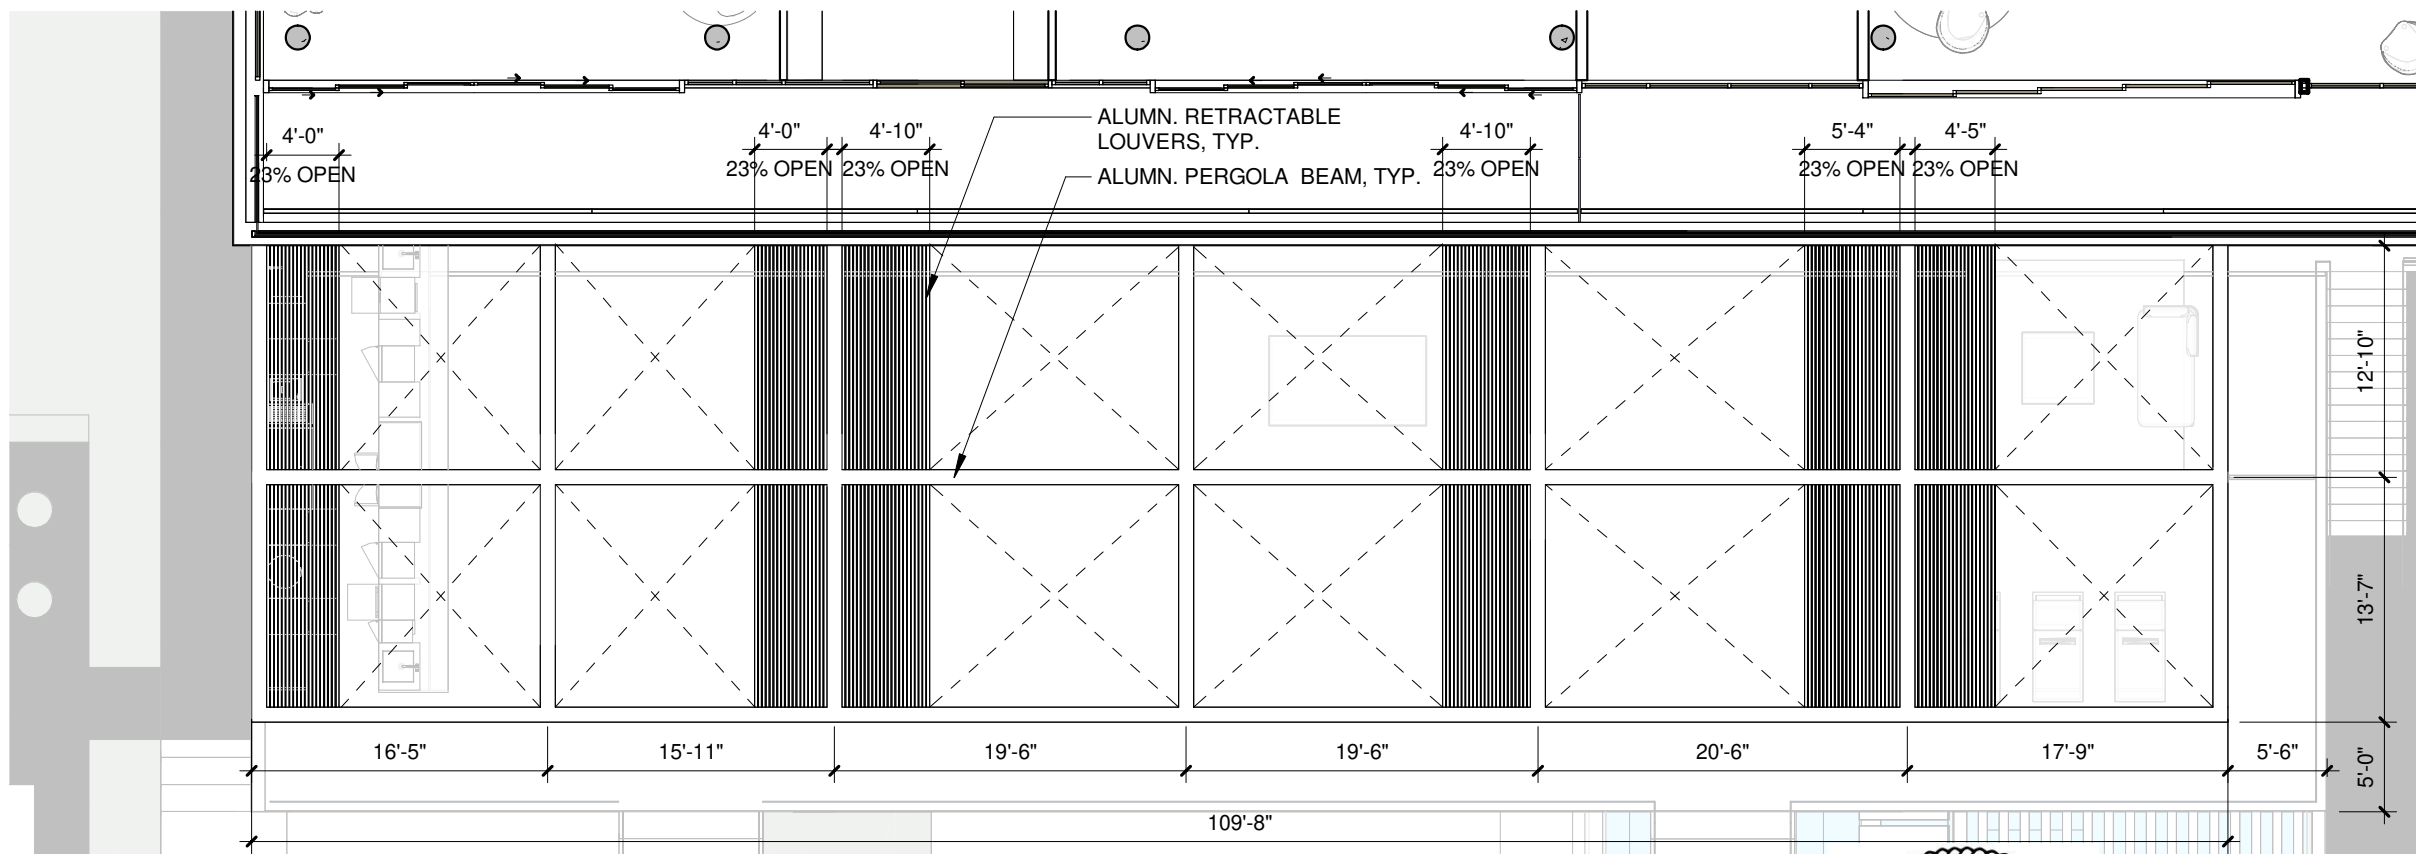 ALUMN. RETRACTABLE
LOUVERS, TYP.
4'-0"
4'-0"
4'-10"
4'-10"
5'-4"
4'-5"
23% OPEN
23% OPEN
23% OPEN
23% OPEN
23% OPEN
23% OPEN
ALUMN. PERGOLA BEAM, TYP.
12'-10"
13'-7"
16'-5"
15'-11"
19'-6"
19'-6"
20'-6"
17'-9"
5'-6"
5'-0"
109'-8"